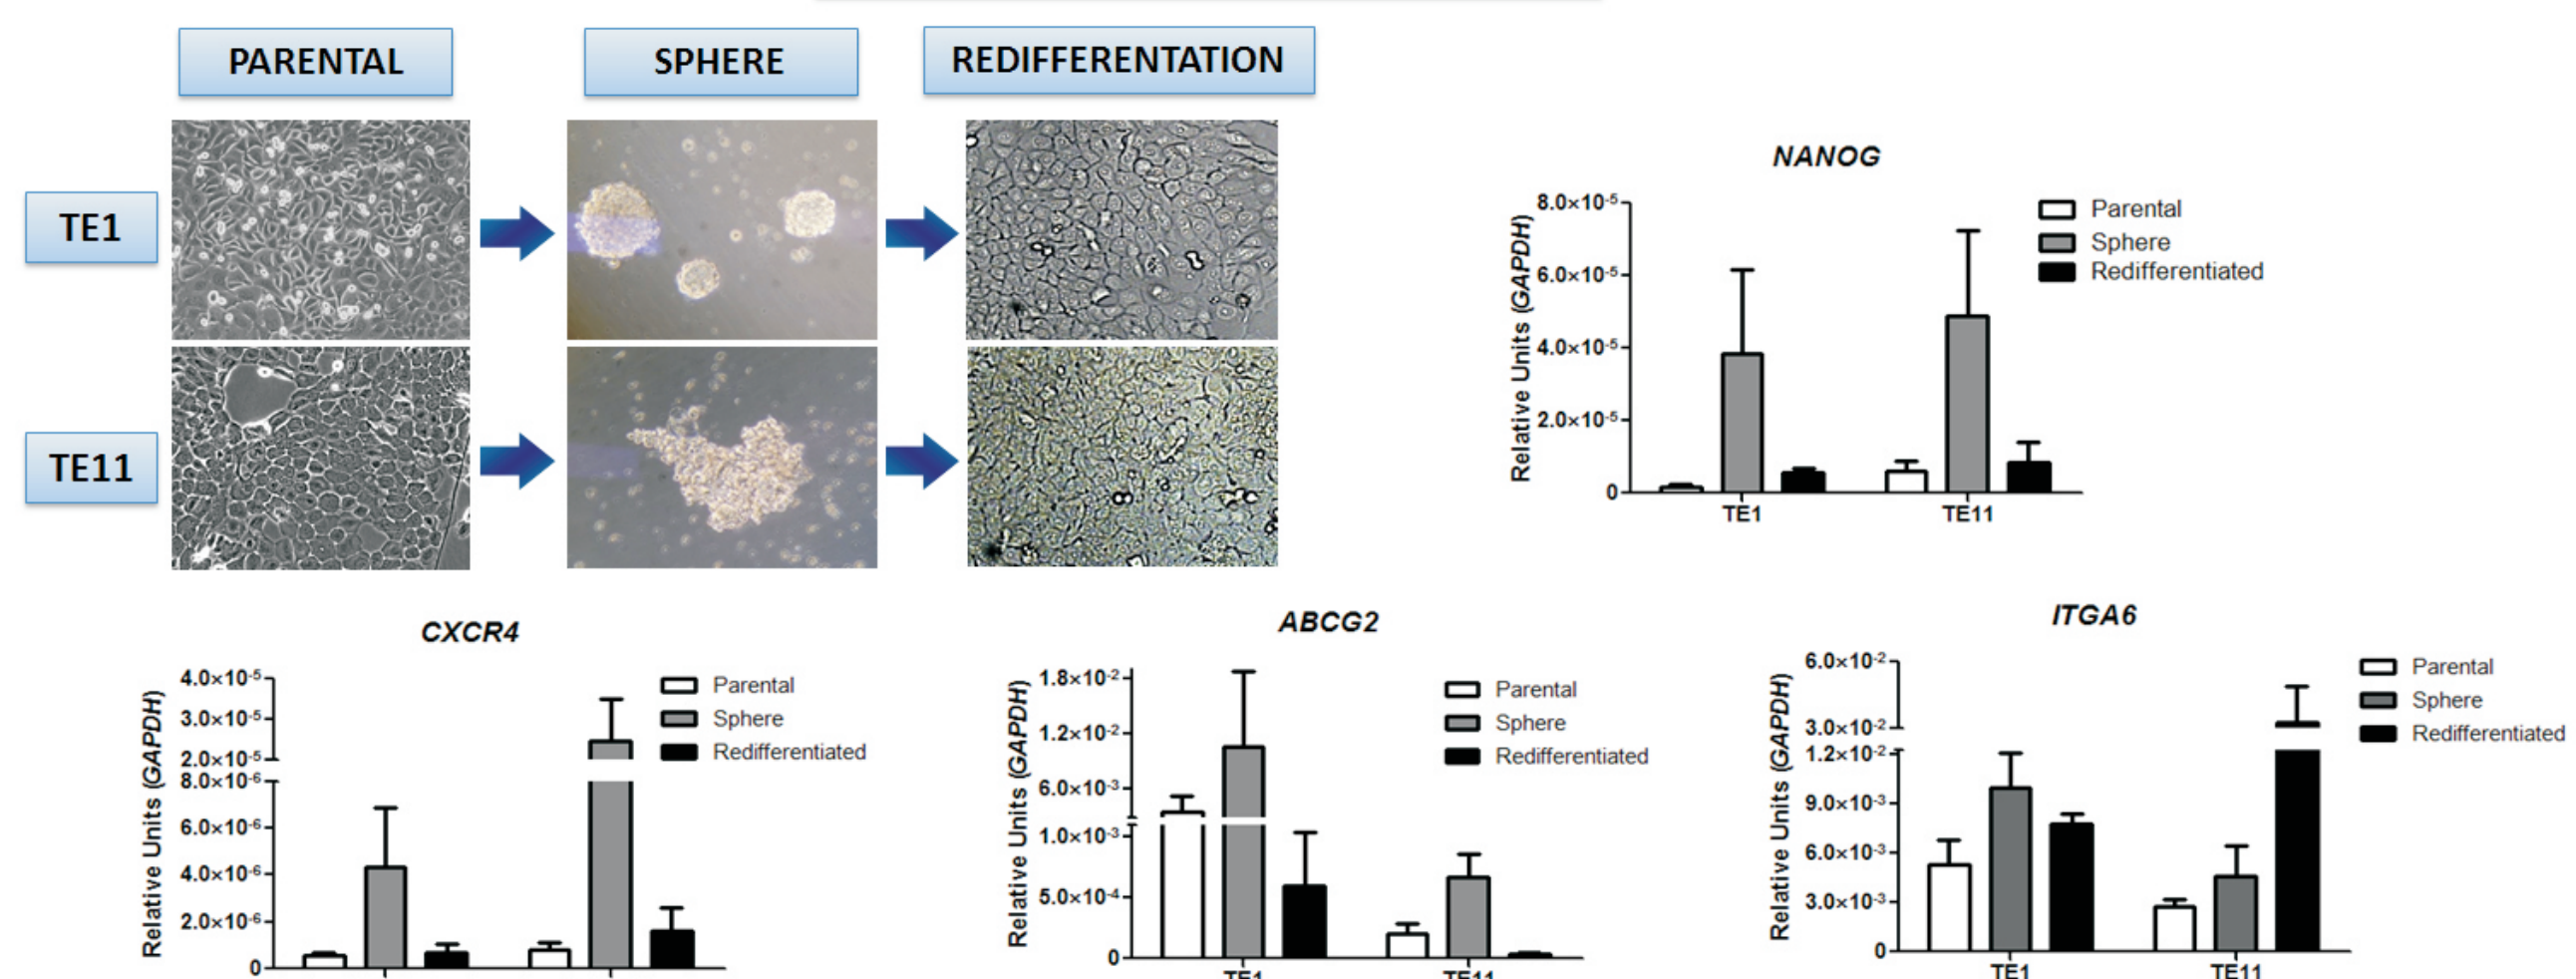 PARENTAL
SPHERE
REDIFFERENTATION
TE1
TE11
NANOG
Relative Units (GAPDH)
8.0×10-5
6.0×10-5
4.0×10-5
2.0×10-5
0
TE1
TE11
Parental
Sphere
Redifferentiated
CXCR4
Relative Units (GAPDH)
4.0×10-5
3.0×10-5
2.0×10-5
8.0×10-6
6.0×10-6
4.0×10-6
2.0×10-6
0
Parental
Sphere
Redifferentiated
ABCG2
Relative Units (GAPDH)
1.8×10-2
1.2×10-2
6.0×10-3
1.0×10-3
5.0×10-4
0
TE1
TE11
Parental
Sphere
Redifferentiated
ITGA6
Relative Units (GAPDH)
6.0×10-2
3.0×10-2
1.2×10-2
9.0×10-3
6.0×10-3
3.0×10-3
0
TE1
TE11
Parental
Sphere
Redifferentiated